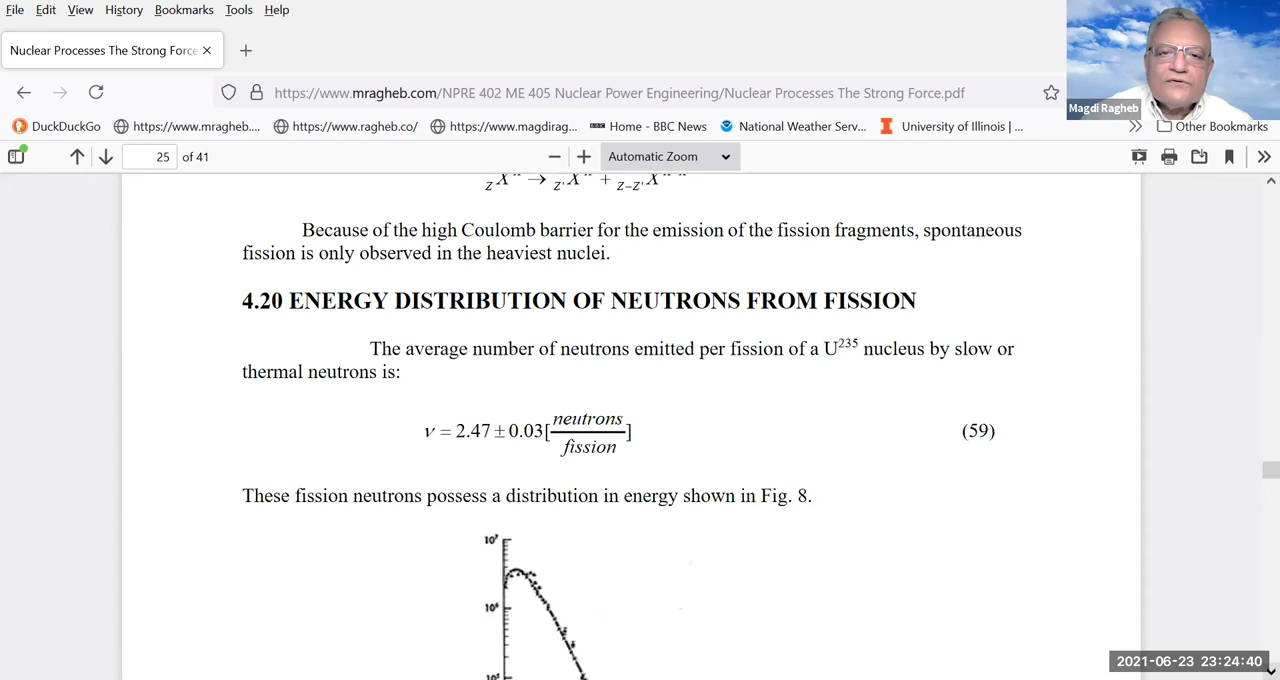 File Edit View History Bookmarks Tools Help
Nuclear Processes The Strong Force
https://www.mragheb.com/NPRE 402 ME 405 Nuclear Power Engineering/Nuclear Processes The Strong Force.pdf
Magdi Ragheb
DuckDuckGo https://www.mragheb.... https://www.ragheb.co/ https://www.magdirag... Home - BBC News National Weather Serv... University of Illinois | ... Other Bookmarks
25 of 41 Automatic Zoom
Because of the high Coulomb barrier for the emission of the fission fragments, spontaneous
fission is only observed in the heaviest nuclei.
4.20 ENERGY DISTRIBUTION OF NEUTRONS FROM FISSION
The average number of neutrons emitted per fission of a U²³⁵ nucleus by slow or
thermal neutrons is:
ν = 2.47 ± 0.03[neutrons/fission] (59)
These fission neutrons possess a distribution in energy shown in Fig. 8.
10⁷
10⁶
2021-06-23 23:24:40